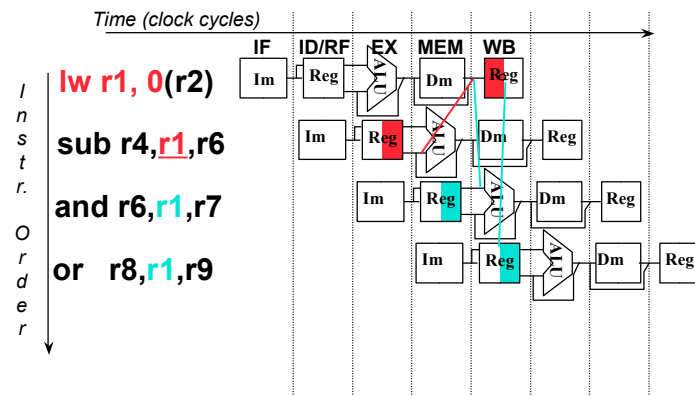 Time (clock cycles)
IF ID/RF EX MEM WB
Instr. Order
lw r1, 0(r2)
Im Reg ALU Dm Reg
sub r4,r1,r6
Im Reg ALU Dm Reg
and r6,r1,r7
Im Reg ALU Dm Reg
or r8,r1,r9
Im Reg ALU Dm Reg